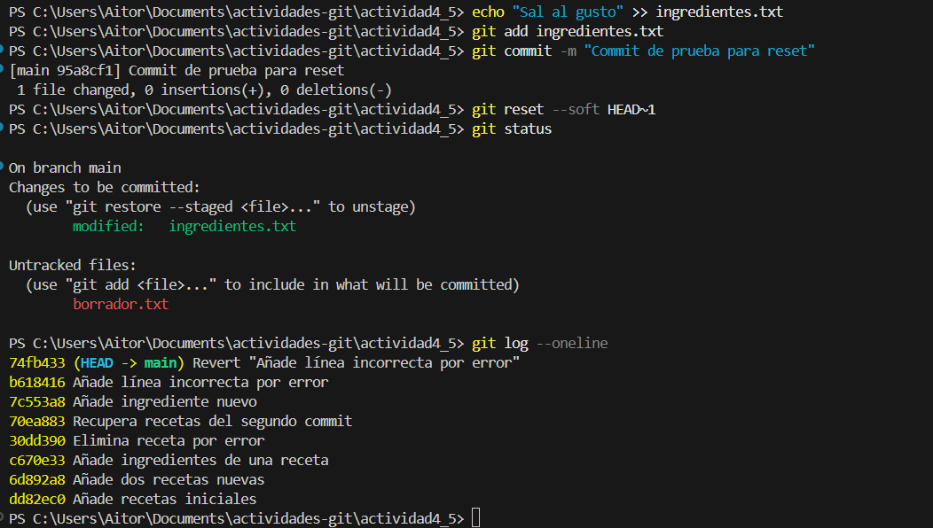 PS C:\Users\Aitor\Documents\actividades-git\actividad4_5> echo "Sal al gusto" >> ingredientes.txt
PS C:\Users\Aitor\Documents\actividades-git\actividad4_5> git add ingredientes.txt
PS C:\Users\Aitor\Documents\actividades-git\actividad4_5> git commit -m "Commit de prueba para reset"
[main 95a8cf1] Commit de prueba para reset
 1 file changed, 0 insertions(+), 0 deletions(-)
PS C:\Users\Aitor\Documents\actividades-git\actividad4_5> git reset --soft HEAD~1
PS C:\Users\Aitor\Documents\actividades-git\actividad4_5> git status
On branch main
Changes to be committed:
  (use "git restore --staged <file>..." to unstage)
        modified:   ingredientes.txt
Untracked files:
  (use "git add <file>..." to include in what will be committed)
        borrador.txt
PS C:\Users\Aitor\Documents\actividades-git\actividad4_5> git log --oneline
74fb433 (HEAD -> main) Revert "Añade línea incorrecta por error"
b618416 Añade línea incorrecta por error
7c553a8 Añade ingrediente nuevo
70ea883 Recupera recetas del segundo commit
30dd390 Elimina receta por error
c670e33 Añade ingredientes de una receta
6d892a8 Añade dos recetas nuevas
dd82ec0 Añade recetas iniciales
PS C:\Users\Aitor\Documents\actividades-git\actividad4_5>